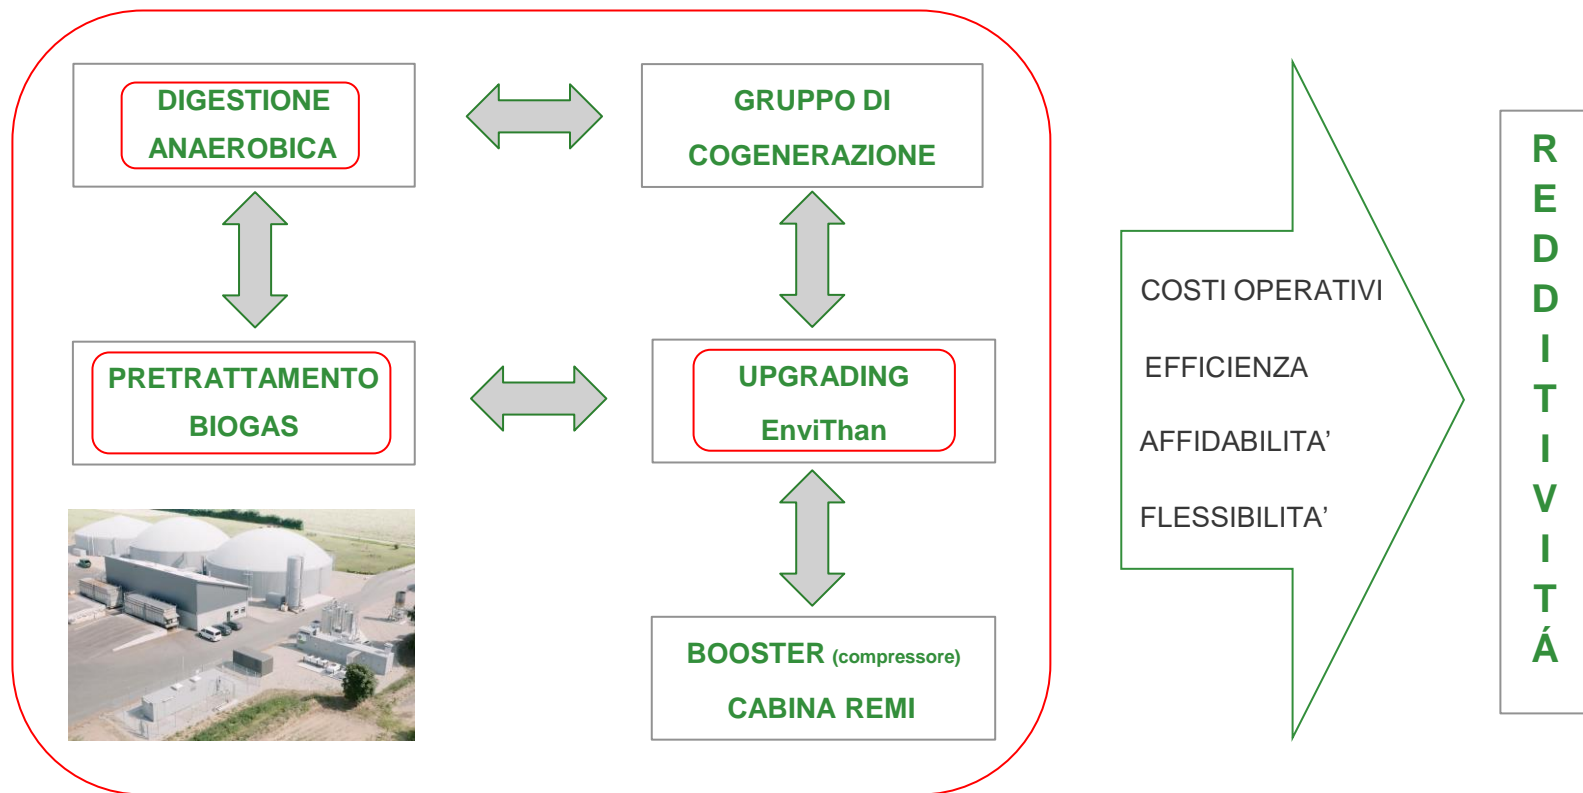 DIGESTIONE
ANAEROBICA
GRUPPO DI
COGENERAZIONE
PRETRATTAMENTO
BIOGAS
UPGRADING
EnviThan
BOOSTER (compressore)
CABINA REMI
COSTI OPERATIVI
EFFICIENZA
AFFIDABILITA’
FLESSIBILITA’
R
E
D
D
I
T
I
V
I
T
Á